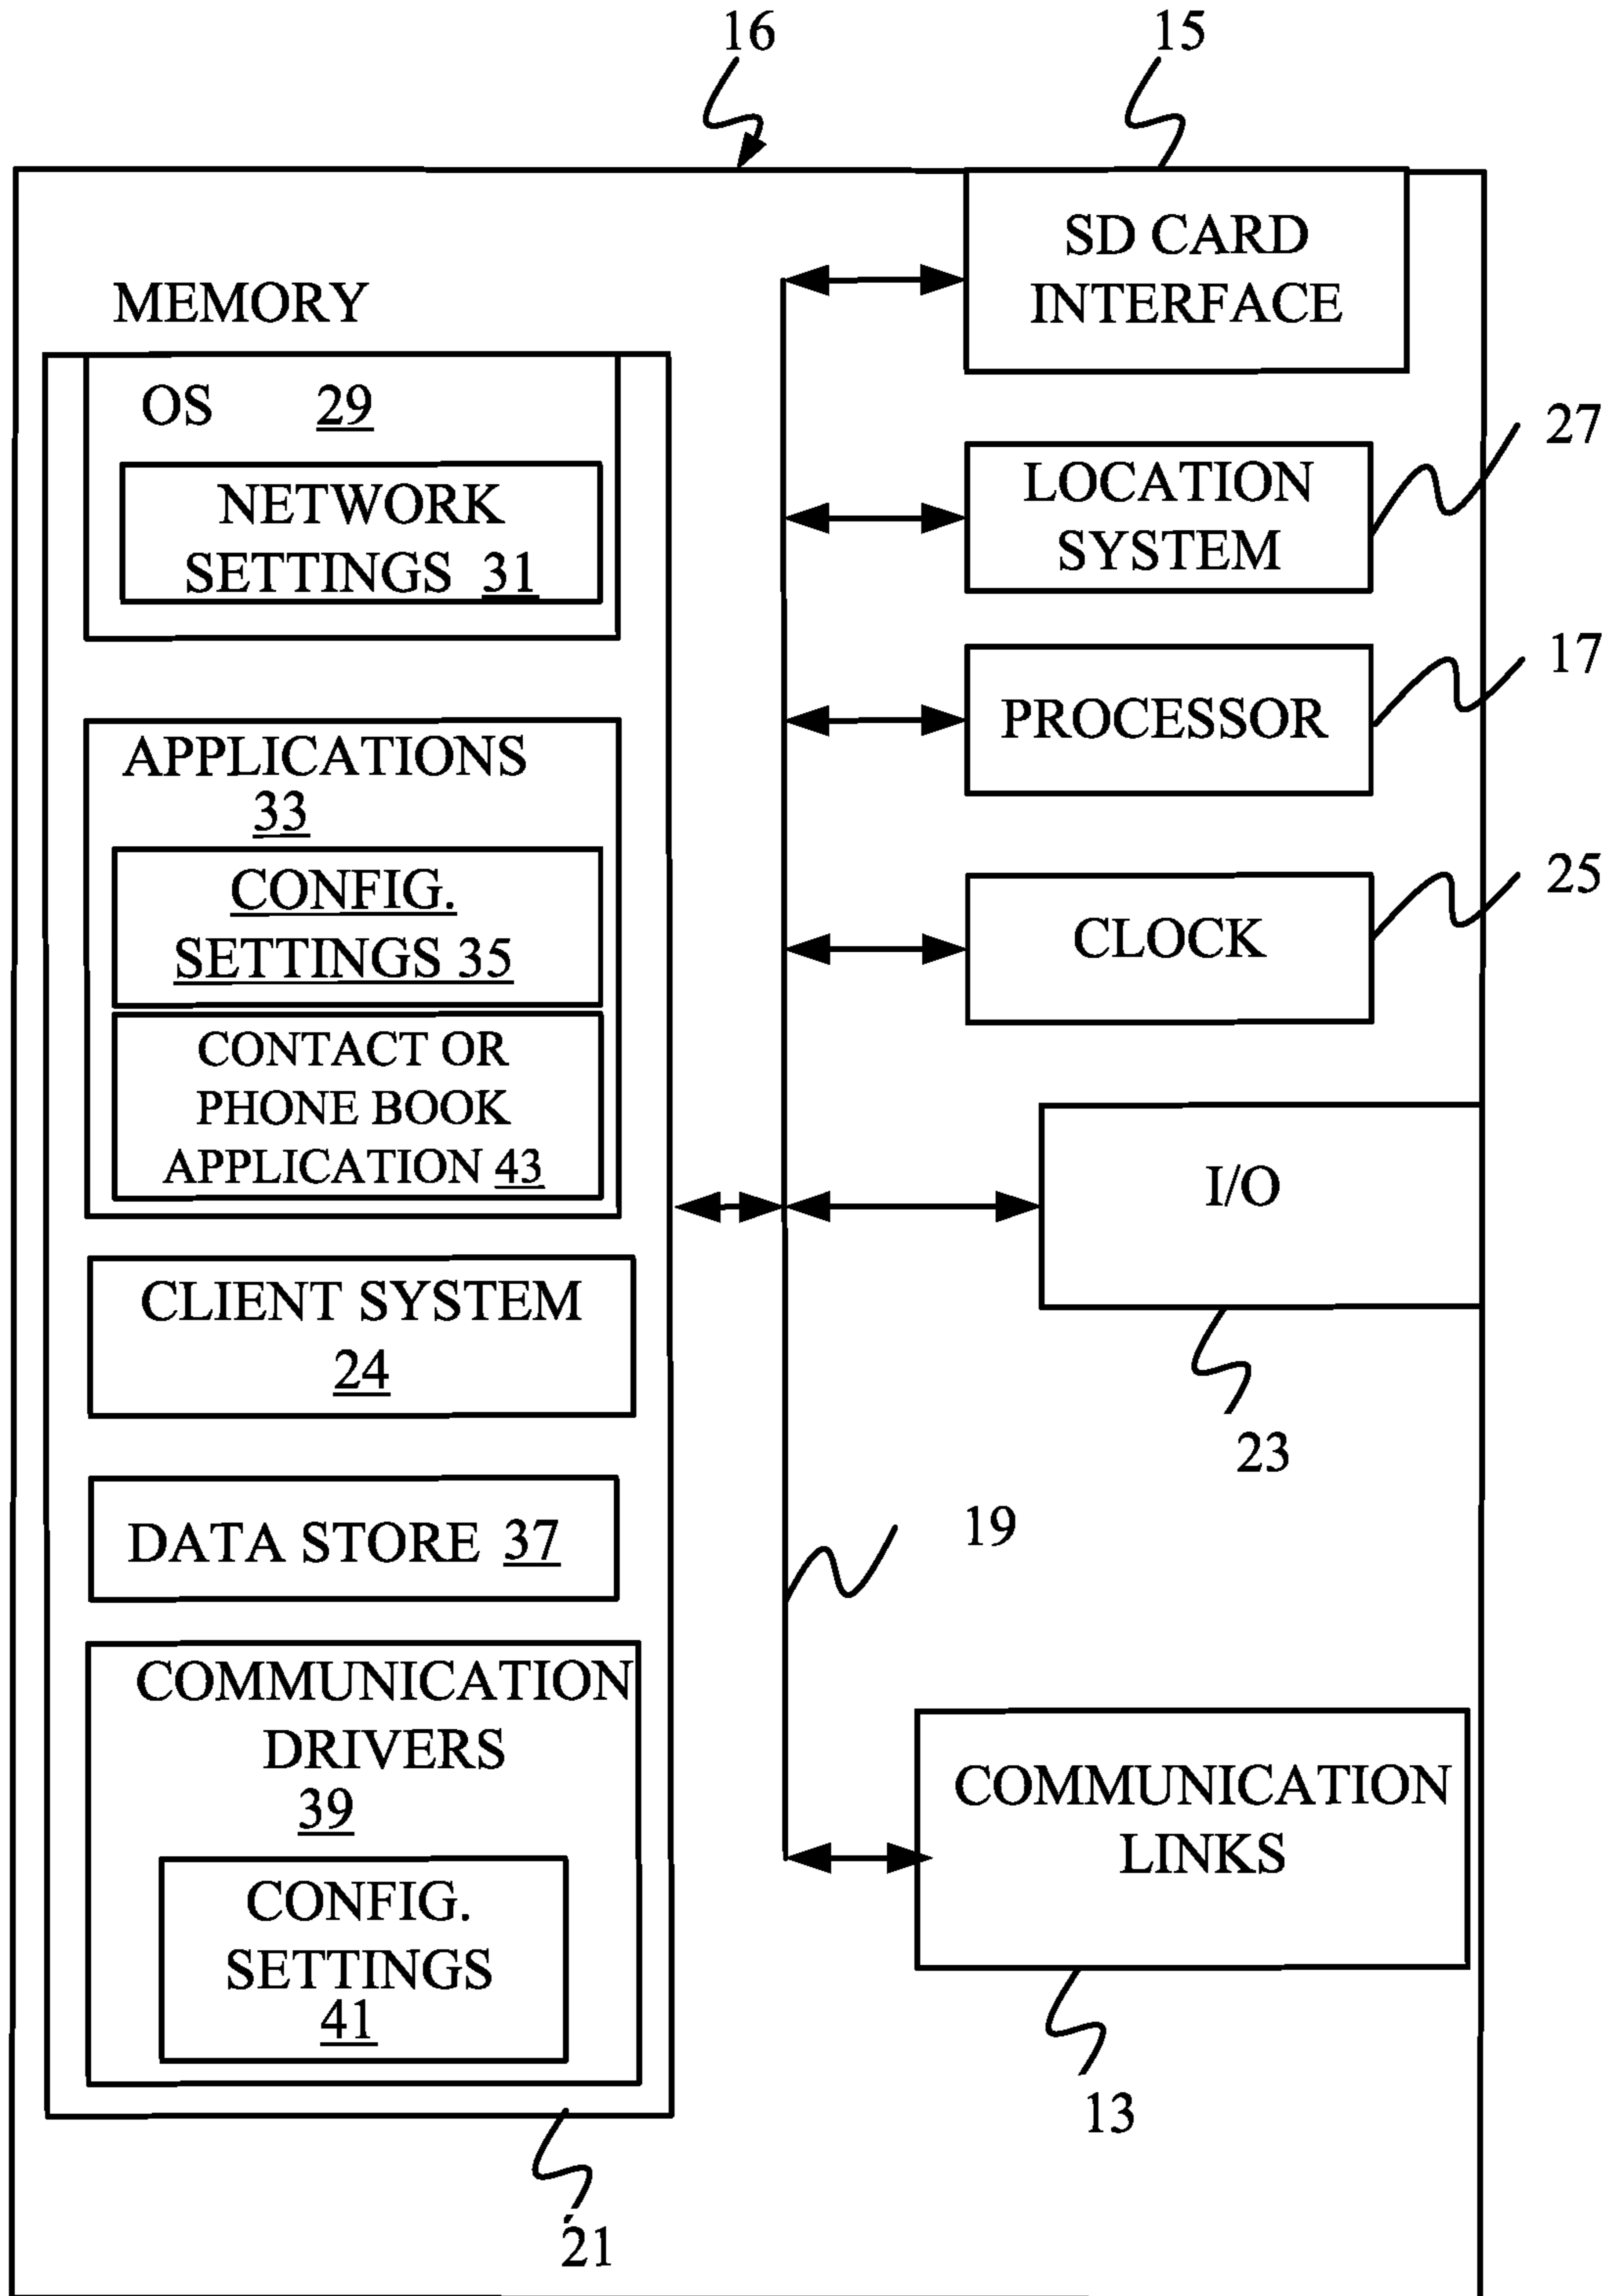 16
15
SD CARD
INTERFACE
MEMORY
OS 29
NETWORK
SETTINGS 31
27
LOCATION
SYSTEM
17
PROCESSOR
APPLICATIONS
33
CONFIG.
SETTINGS 35
25
CLOCK
CONTACT OR
PHONE BOOK
APPLICATION 43
I/O
23
CLIENT SYSTEM
24
DATA STORE 37
19
COMMUNICATION
DRIVERS
39
CONFIG.
SETTINGS
41
COMMUNICATION
LINKS
13
21